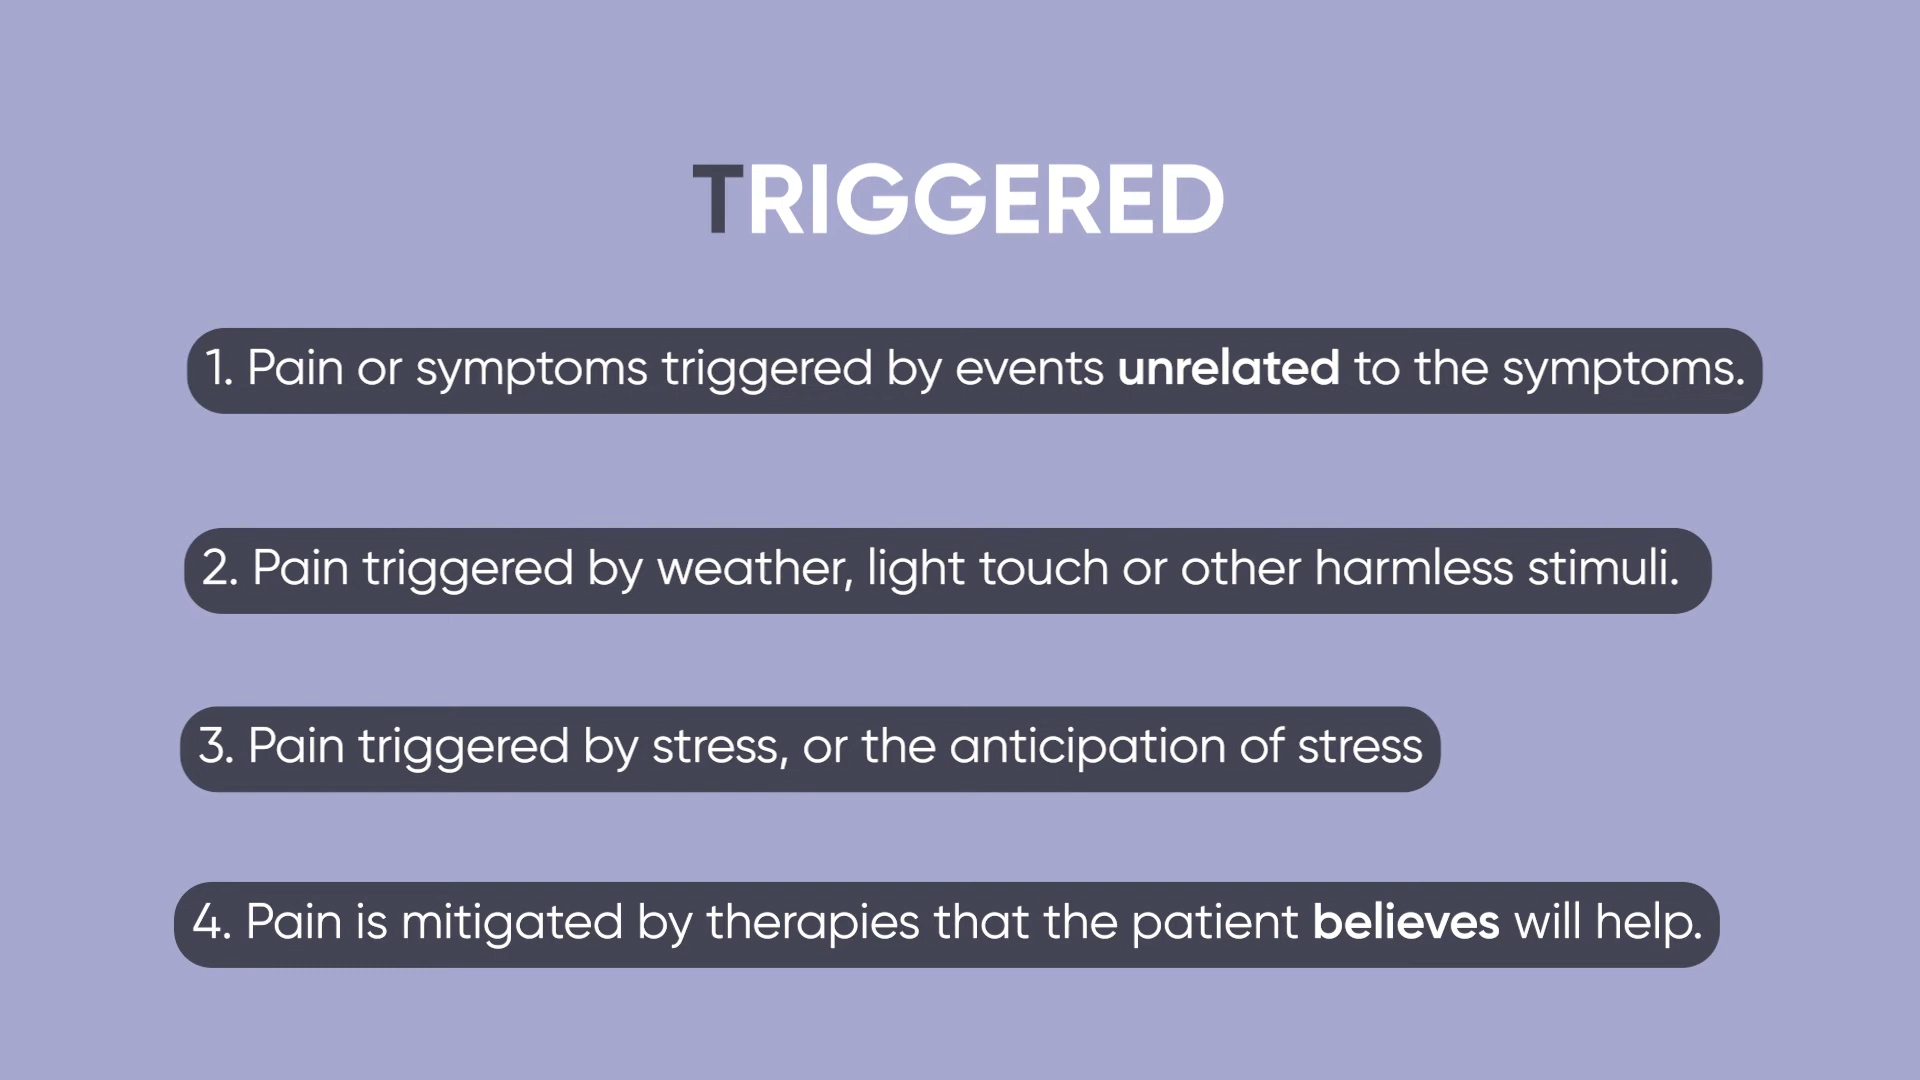 TRIGGERED
1. Pain or symptoms triggered by events unrelated to the symptoms.
2. Pain triggered by weather, light touch or other harmless stimuli.
3. Pain triggered by stress, or the anticipation of stress
4. Pain is mitigated by therapies that the patient believes will help.